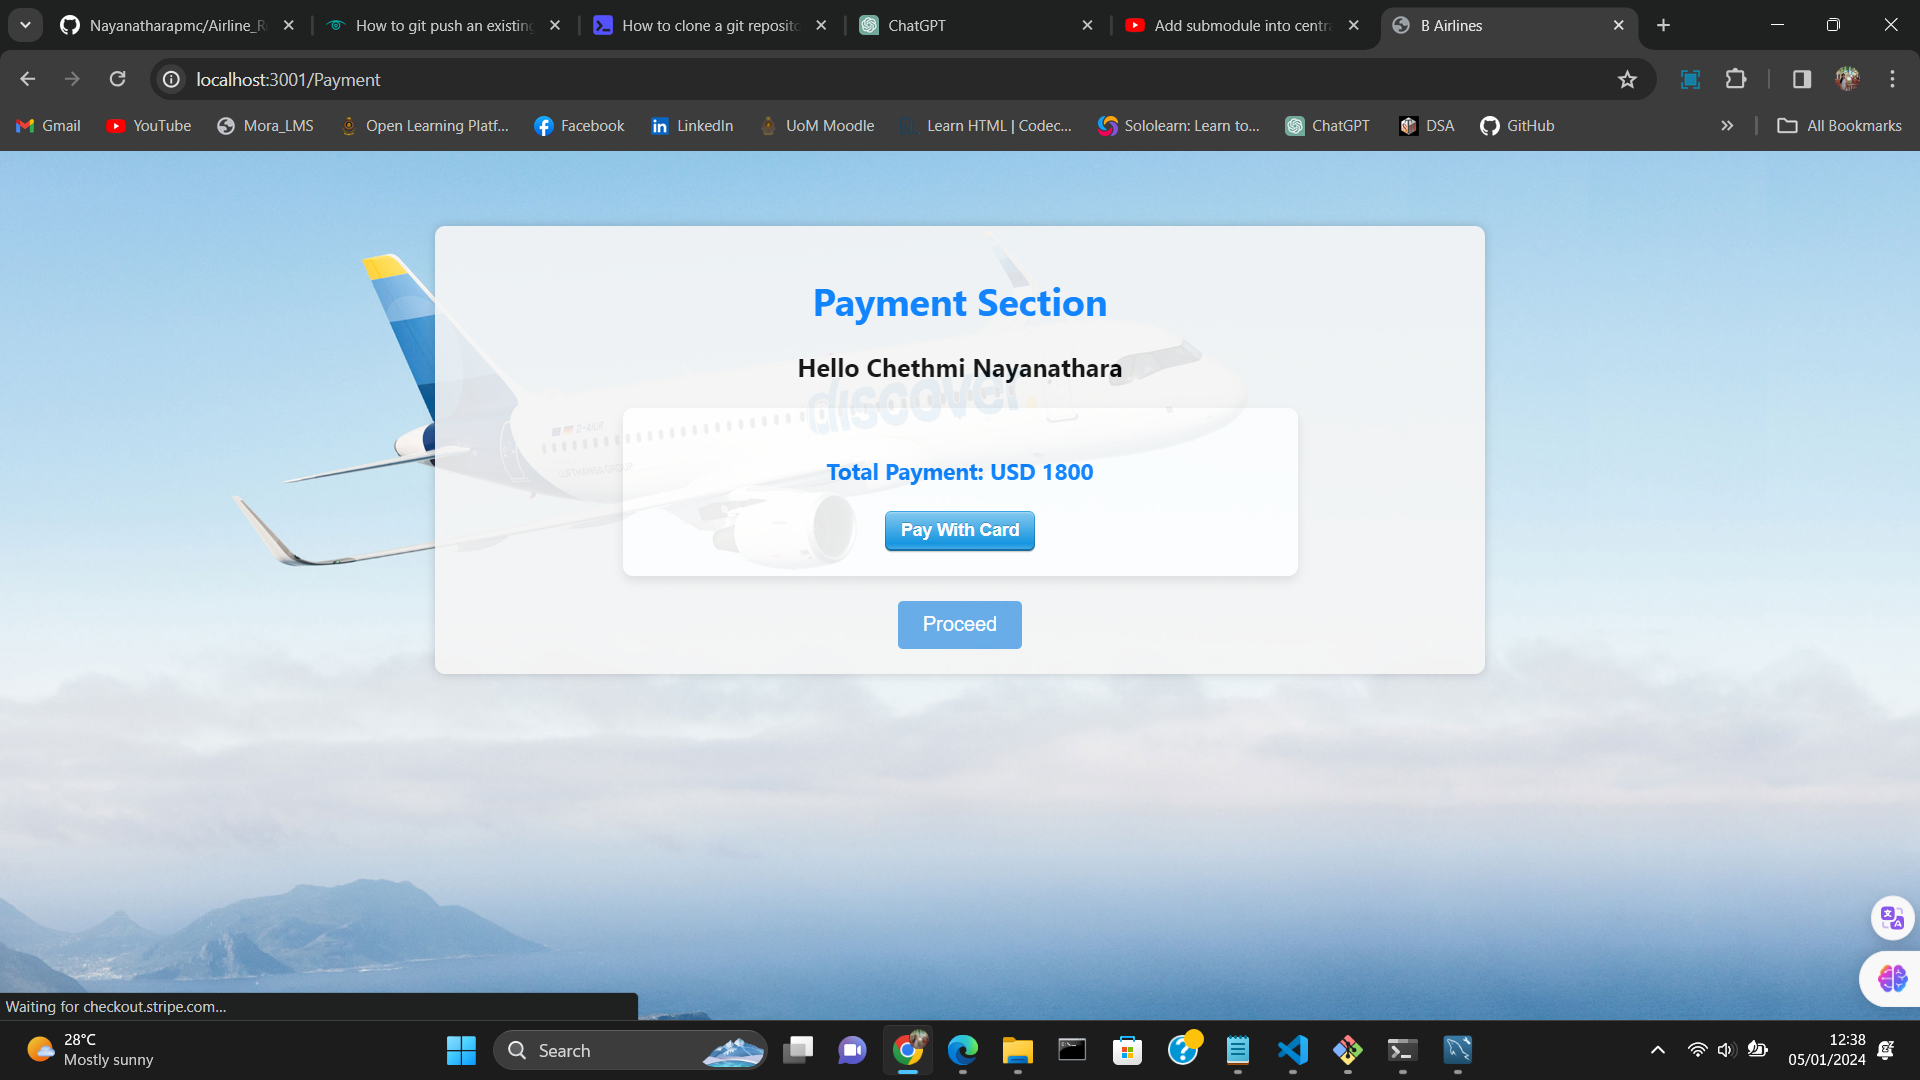 Nayanatharapmc/Airline_R
How to git push an existing
How to clone a git reposito
ChatGPT
Add submodule into centra
B Airlines
localhost:3001/Payment
Gmail
YouTube
Mora_LMS
Open Learning Platf...
Facebook
LinkedIn
UoM Moodle
Learn HTML | Codec...
Sololearn: Learn to...
ChatGPT
DSA
GitHub
All Bookmarks
Payment Section
Hello Chethmi Nayanathara
discover
Total Payment: USD 1800
Pay With Card
Proceed
Waiting for checkout.stripe.com...
28°C
Mostly sunny
Search
12:38
05/01/2024